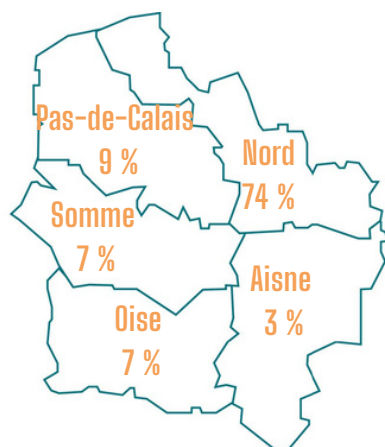 Pas-de-Calais
9 %
Nord
74 %
Somme
7 %
Aisne
3 %
Oise
7 %